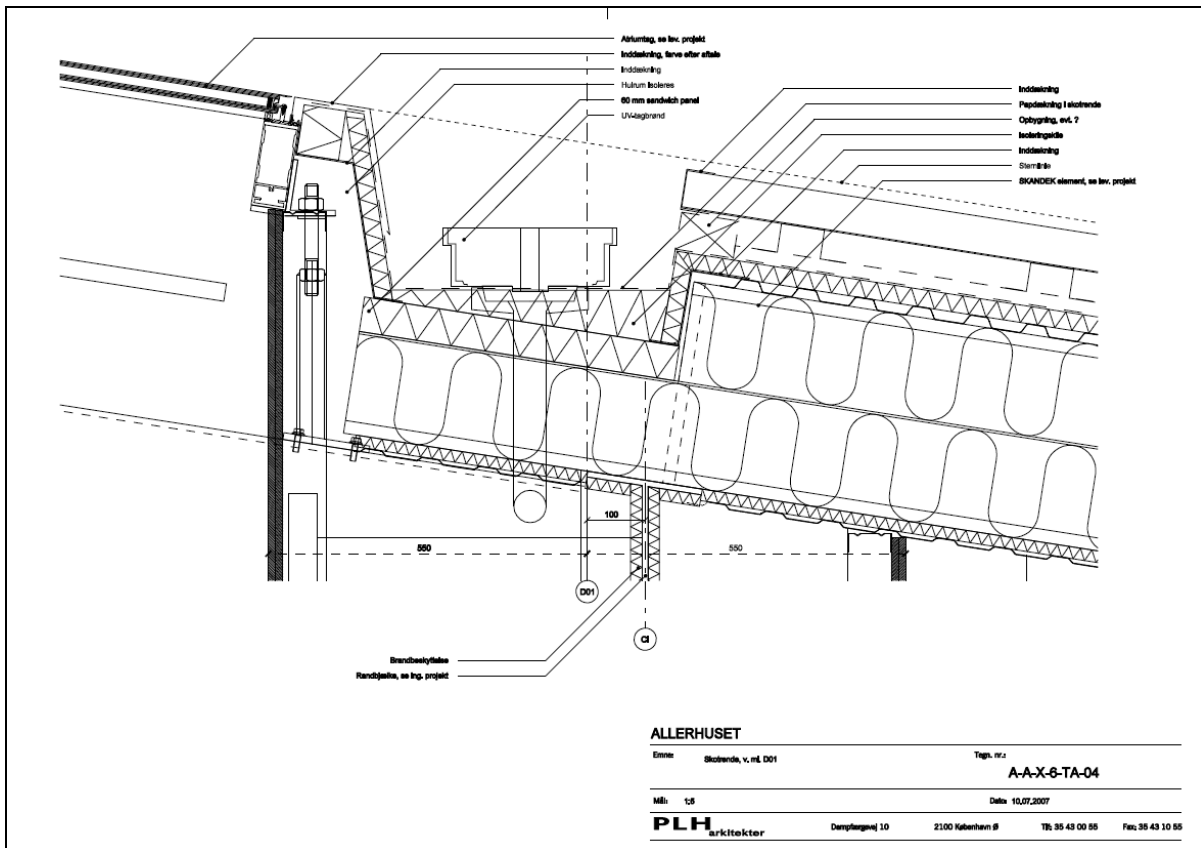 Atriumtag, se lev. projekt
Inddækning, farve efter aftale
Inddækning
Hulrum isoleres
60 mm sandwich panel
UV-tagbrønd
Inddækning
Papdækning i skotrende
Opbygning, evt. ?
Isoleringskile
Inddækning
Sternlinie
SKANDEK element, se lev. projekt
100
550
550
D01
CI
Brandbeskyttelse
Randbjælke, se ing. projekt
ALLERHUSET
Emne: Skotrende, v. ml. D01
Tegn. nr.: A-A-X-6-TA-04
Mål: 1:5
Dato: 10.07.2007
PLH arkitekter Dampfærgevej 10 2100 København Ø Tlf: 35 43 00 55 Fax: 35 43 10 55